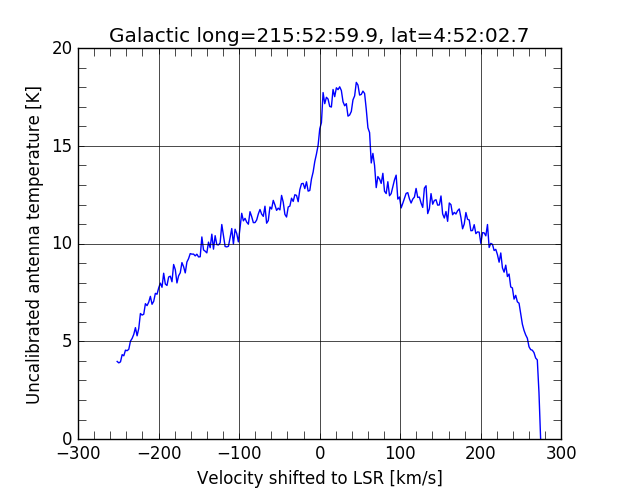 Galactic long=215:52:59.9, lat=4:52:02.7
Uncalibrated antenna temperature [K]
20
15
10
5
0
−300 −200 −100 0 100 200 300
Velocity shifted to LSR [km/s]